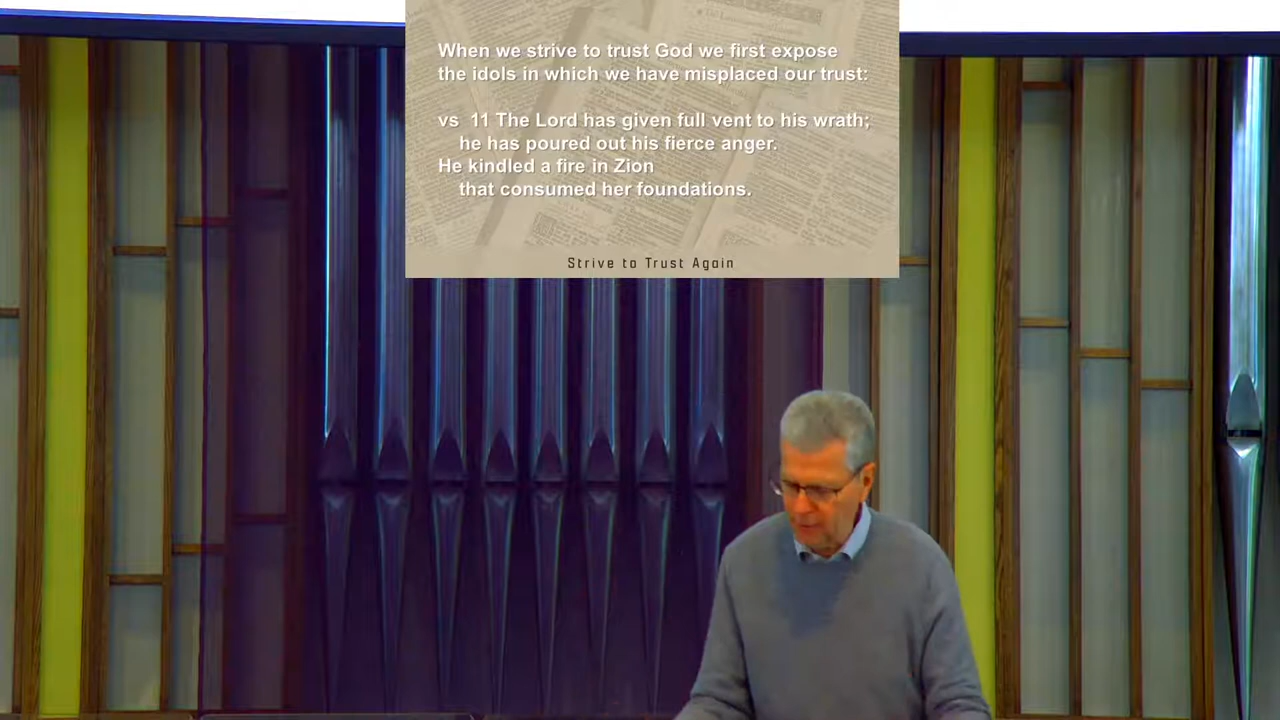 When we strive to trust God we first expose
the idols in which we have misplaced our trust:
vs 11 The Lord has given full vent to his wrath;
he has poured out his fierce anger.
He kindled a fire in Zion
that consumed her foundations.
Strive to Trust Again